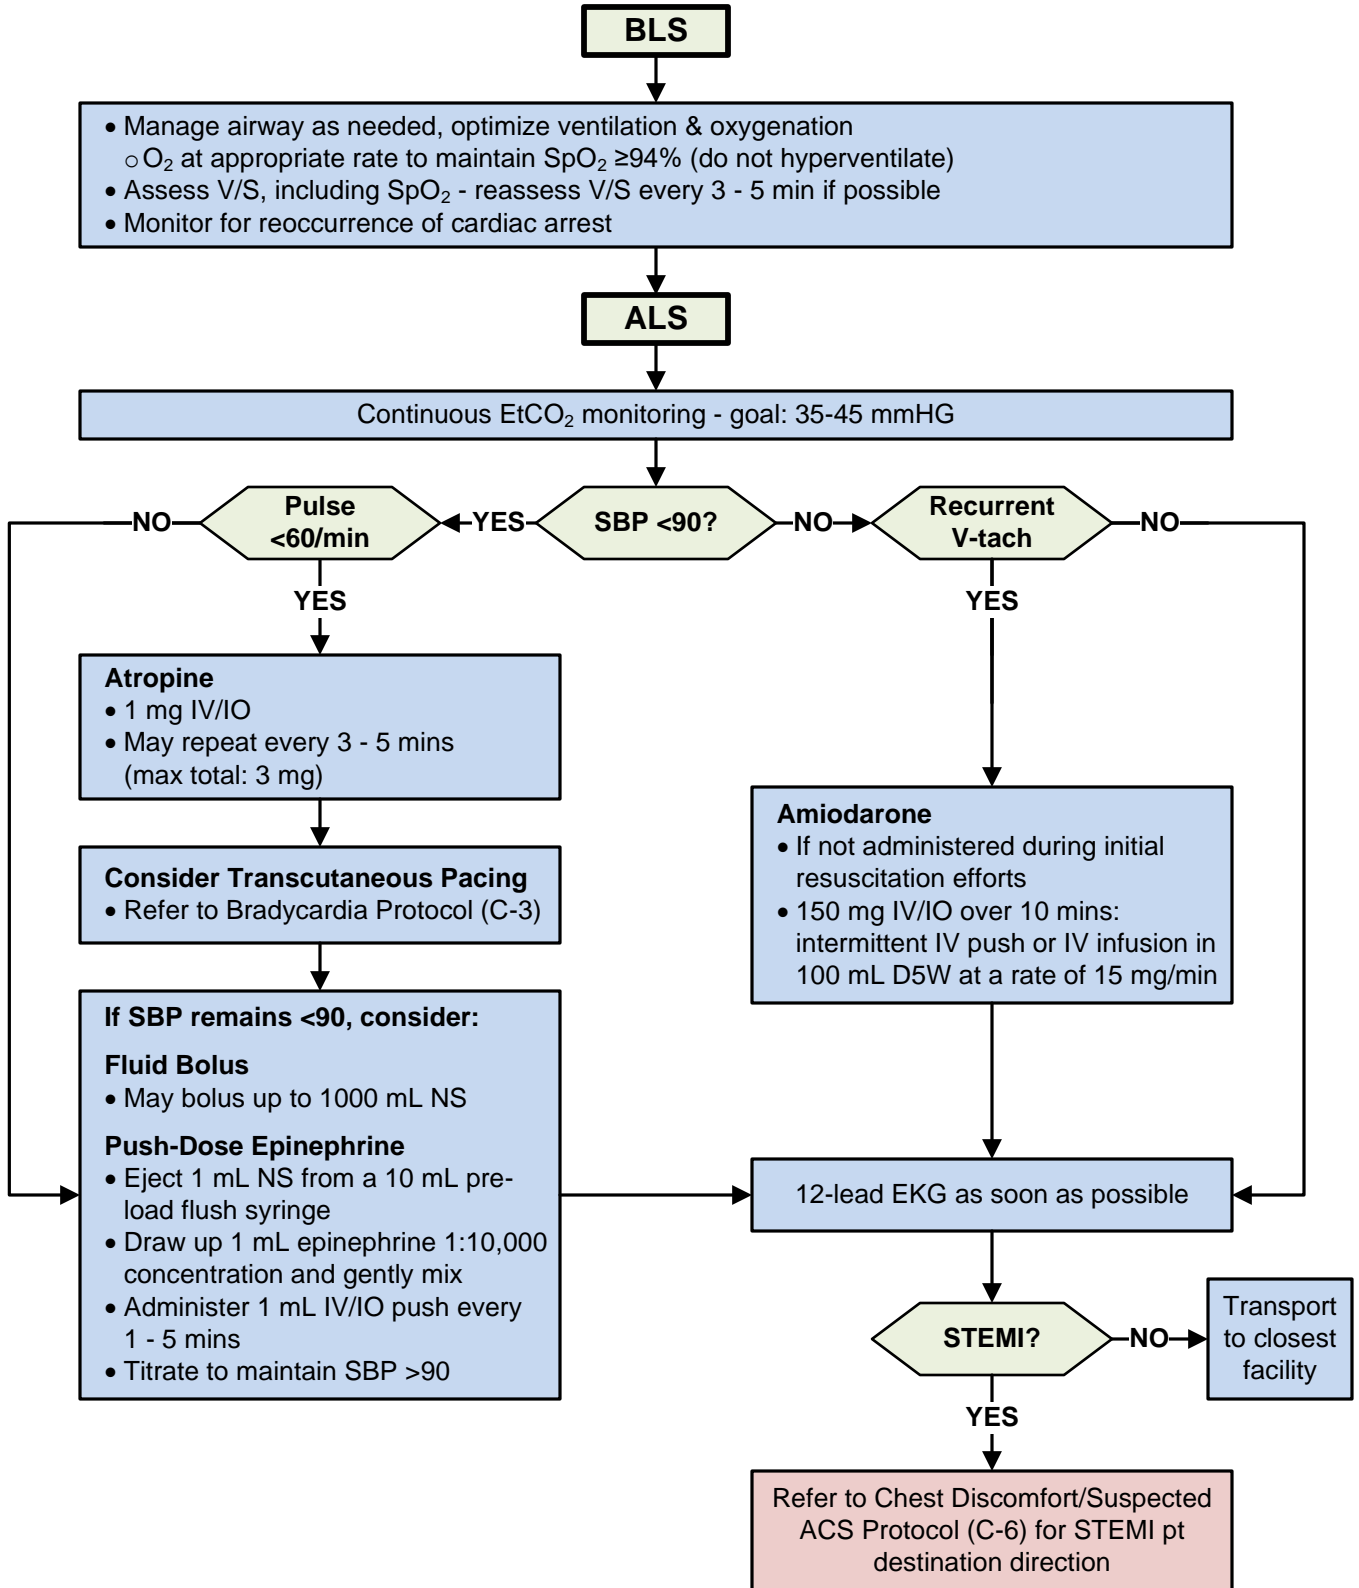 BLS
• Manage airway as needed, optimize ventilation & oxygenation
○ O₂ at appropriate rate to maintain SpO₂ ≥94% (do not hyperventilate)
• Assess V/S, including SpO₂ - reassess V/S every 3 - 5 min if possible
• Monitor for reoccurrence of cardiac arrest
ALS
Continuous EtCO₂ monitoring - goal: 35-45 mmHG
NO
Pulse
<60/min
YES
SBP <90?
NO
Recurrent
V-tach
NO
YES
YES
Atropine
• 1 mg IV/IO
• May repeat every 3 - 5 mins
(max total: 3 mg)
Consider Transcutaneous Pacing
• Refer to Bradycardia Protocol (C-3)
If SBP remains <90, consider:
Fluid Bolus
• May bolus up to 1000 mL NS
Push-Dose Epinephrine
• Eject 1 mL NS from a 10 mL pre-
load flush syringe
• Draw up 1 mL epinephrine 1:10,000
concentration and gently mix
• Administer 1 mL IV/IO push every
1 - 5 mins
• Titrate to maintain SBP >90
Amiodarone
• If not administered during initial
resuscitation efforts
• 150 mg IV/IO over 10 mins:
intermittent IV push or IV infusion in
100 mL D5W at a rate of 15 mg/min
12-lead EKG as soon as possible
STEMI?
NO
Transport
to closest
facility
YES
Refer to Chest Discomfort/Suspected
ACS Protocol (C-6) for STEMI pt
destination direction